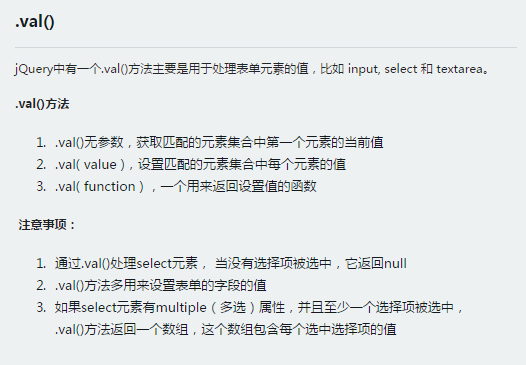 .val()
jQuery中有一个.val()方法主要是用于处理表单元素的值，比如 input, select 和 textarea。
.val()方法
1. .val()无参数，获取匹配的元素集合中第一个元素的当前值
2. .val( value )，设置匹配的元素集合中每个元素的值
3. .val( function ) ，一个用来返回设置值的函数
注意事项：
1. 通过.val()处理select元素， 当没有选择项被选中，它返回null
2. .val()方法多用来设置表单的字段的值
3. 如果select元素有multiple（多选）属性，并且至少一个选择项被选中，
.val()方法返回一个数组，这个数组包含每个选中选择项的值